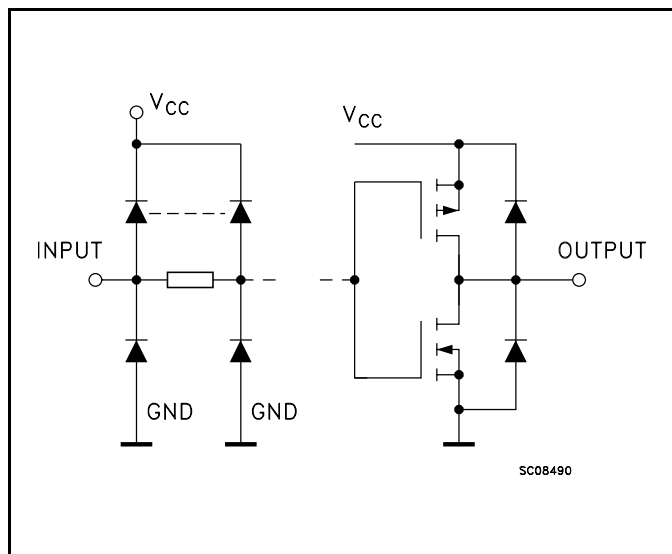 VCC
VCC
INPUT
OUTPUT
GND
GND
SC08490